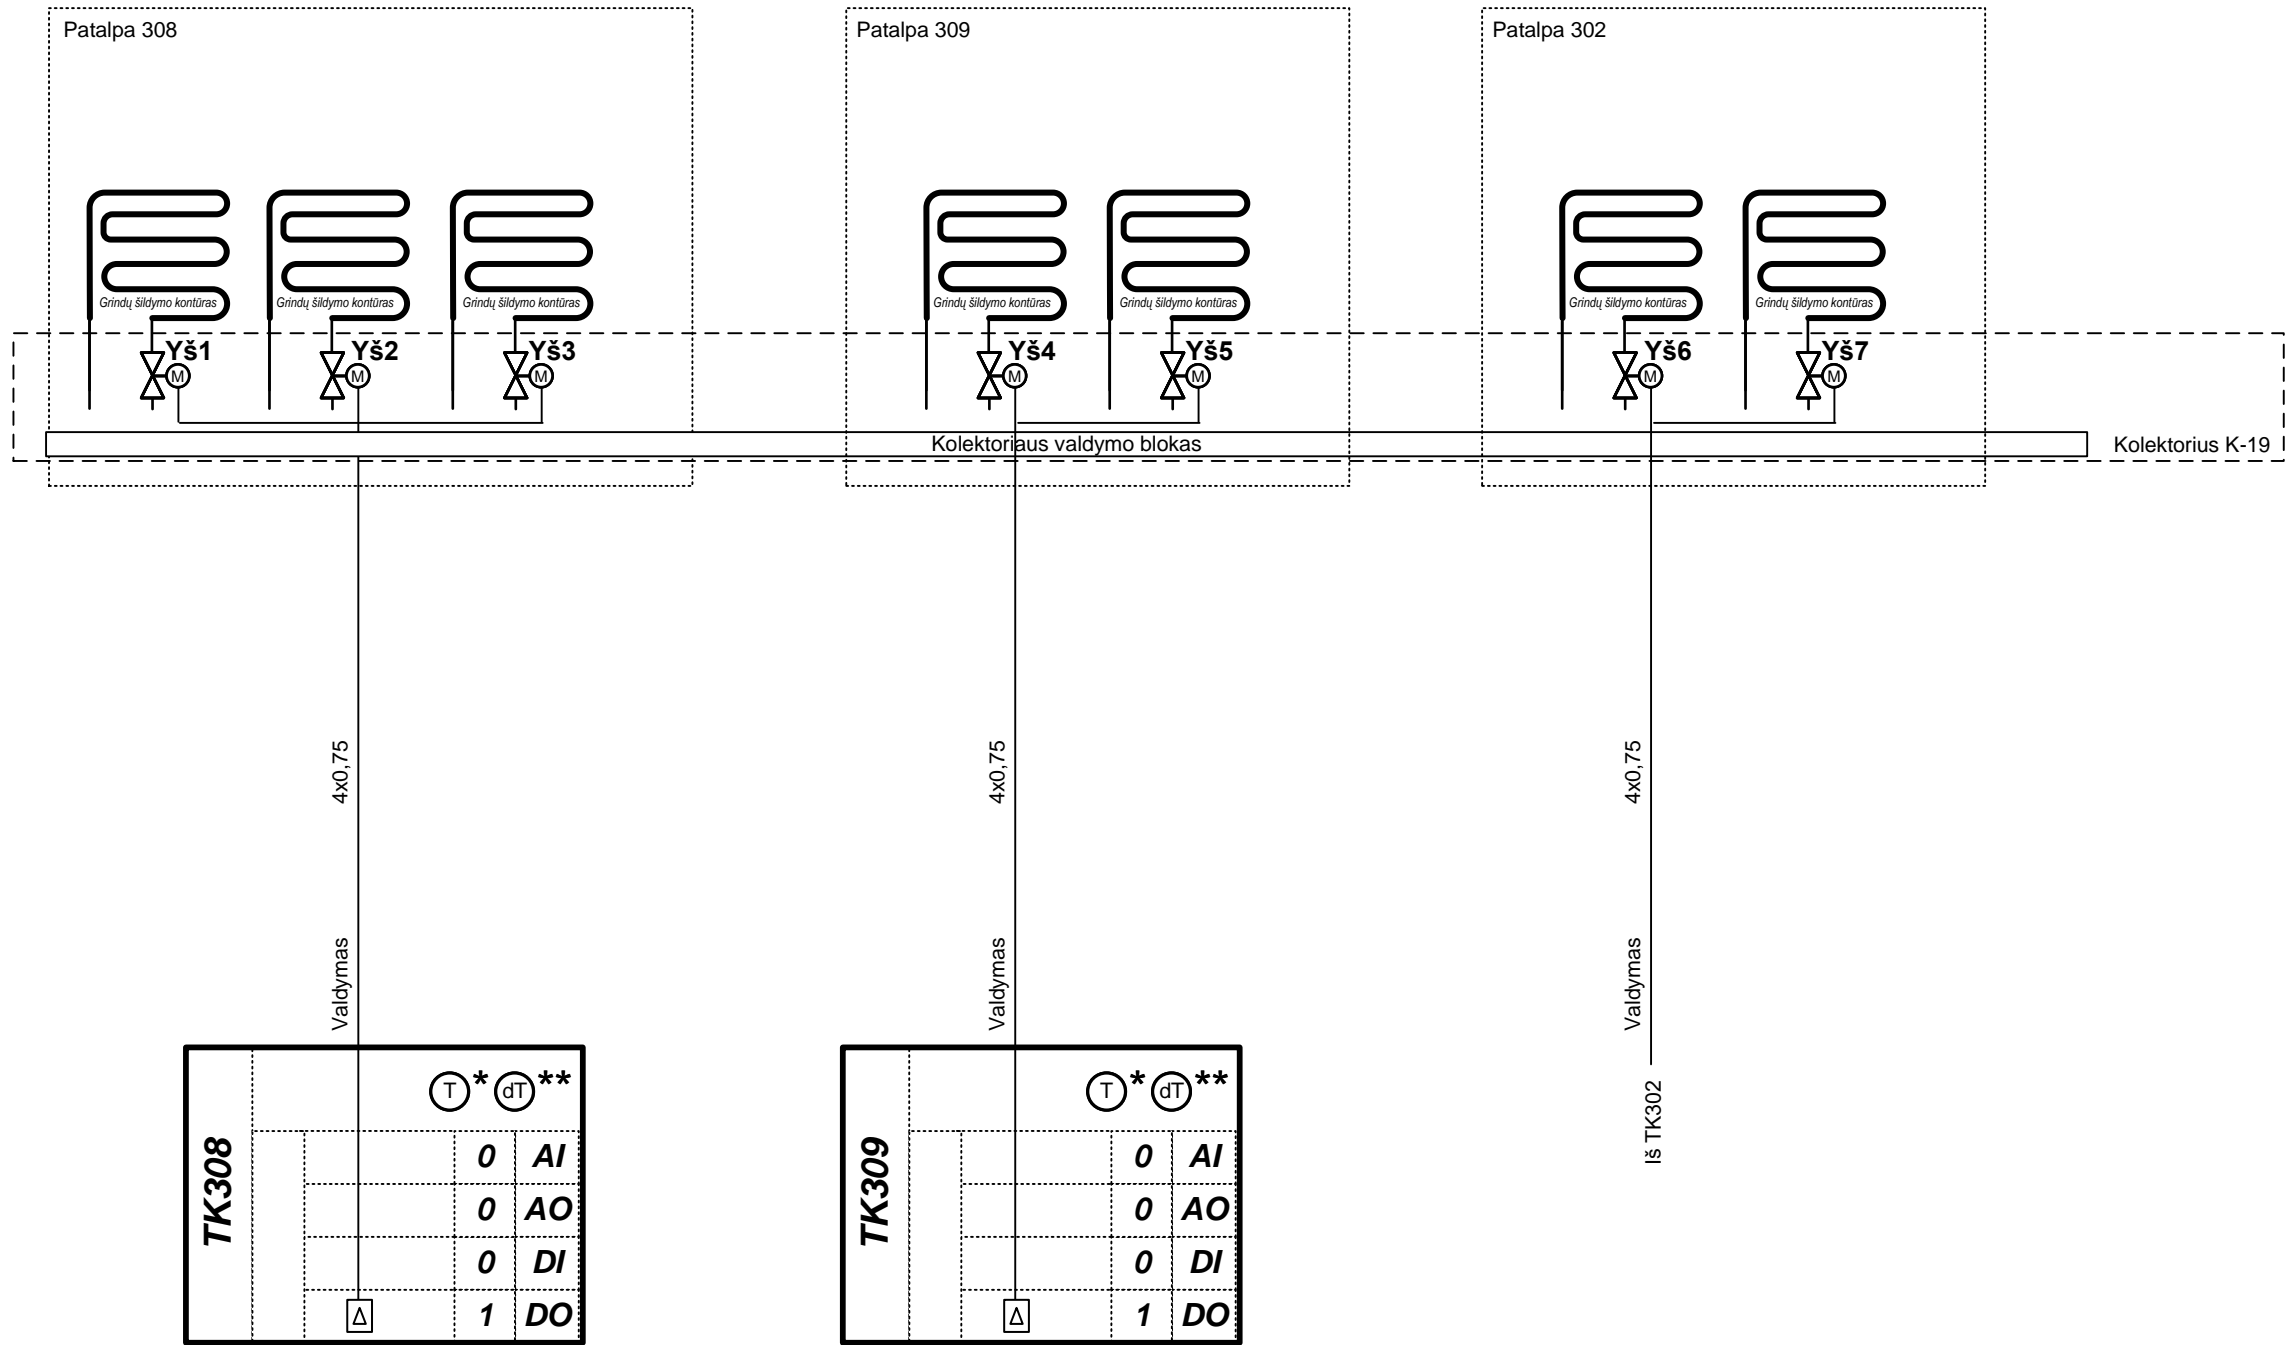 Patalpa 308
Patalpa 309
Patalpa 302
Grindų šildymo kontūras
Grindų šildymo kontūras
Grindų šildymo kontūras
Grindų šildymo kontūras
Grindų šildymo kontūras
Grindų šildymo kontūras
Grindų šildymo kontūras
Yš1
Yš2
Yš3
Yš4
Yš5
Yš6
Yš7
M
M
M
M
M
M
M
Kolektoriaus valdymo blokas
Kolektorius K-19
4x0,75
4x0,75
4x0,75
Valdymas
Valdymas
Valdymas
Iš TK302
TK308
T * dT **
0 AI
0 AO
0 DI
Δ 1 DO
TK309
T * dT **
0 AI
0 AO
0 DI
Δ 1 DO